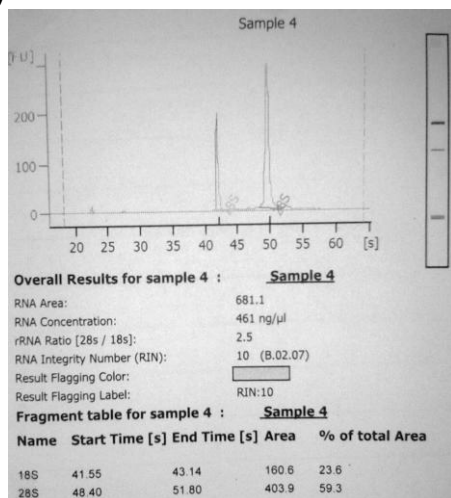 Sample 4
[FU]
200
100
0
20 25 30 35 40 45 50 55 60 [s]
18S
28S
Overall Results for sample 4 : Sample 4
RNA Area: 681.1
RNA Concentration: 461 ng/µl
rRNA Ratio [28s / 18s]: 2.5
RNA Integrity Number (RIN): 10 (B.02.07)
Result Flagging Color:
Result Flagging Label: RIN:10
Fragment table for sample 4 : Sample 4
Name Start Time [s] End Time [s] Area % of total Area
18S 41.55 43.14 160.6 23.6
28S 48.40 51.80 403.9 59.3